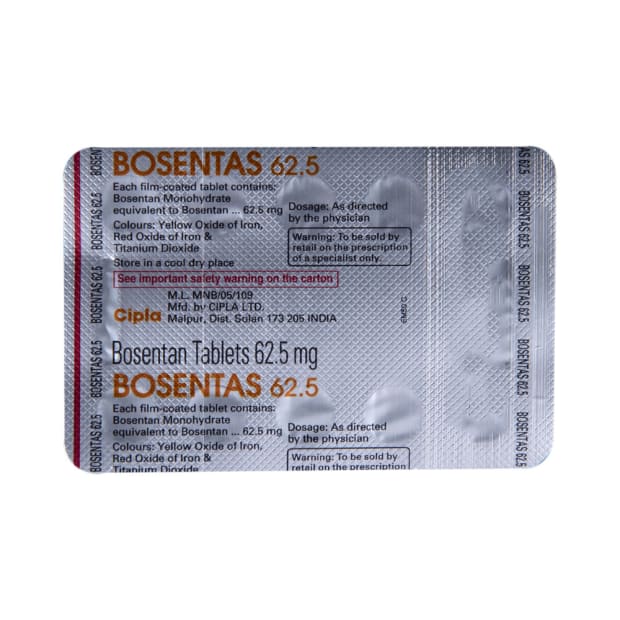 BOSENTAS 62.5
Each film-coated tablet contains:
Bosentan Monohydrate
equivalent to Bosentan ... 62.5 mg
Colours: Yellow Oxide of Iron,
Red Oxide of Iron &
Titanium Dioxide
Store in a cool dry place
Dosage: As directed
by the physician
Warning: To be sold by
retail on the prescription
of a specialist only.
See important safety warning on the carton
M.L. MNB/05/109
Mfd. by CIPLA LTD.
Cipla Malpur, Dist. Solan 173 205 INDIA
Bosentan Tablets 62.5 mg
BOSENTAS 62.5
Each film-coated tablet contains:
Bosentan Monohydrate
equivalent to Bosentan ... 62.5 mg
Colours: Yellow Oxide of Iron,
Red Oxide of Iron &
Titanium Dioxide
Dosage: As directed
by the physician
Warning: To be sold by
retail on the prescription
BOSEN
BOSENTAS 62.5
BOSENTAS 62.5
BOSENTAS
AS 62.5
BOSENTAS 62.5
BOSENTAS 62.5
BOSENTAS 62.5